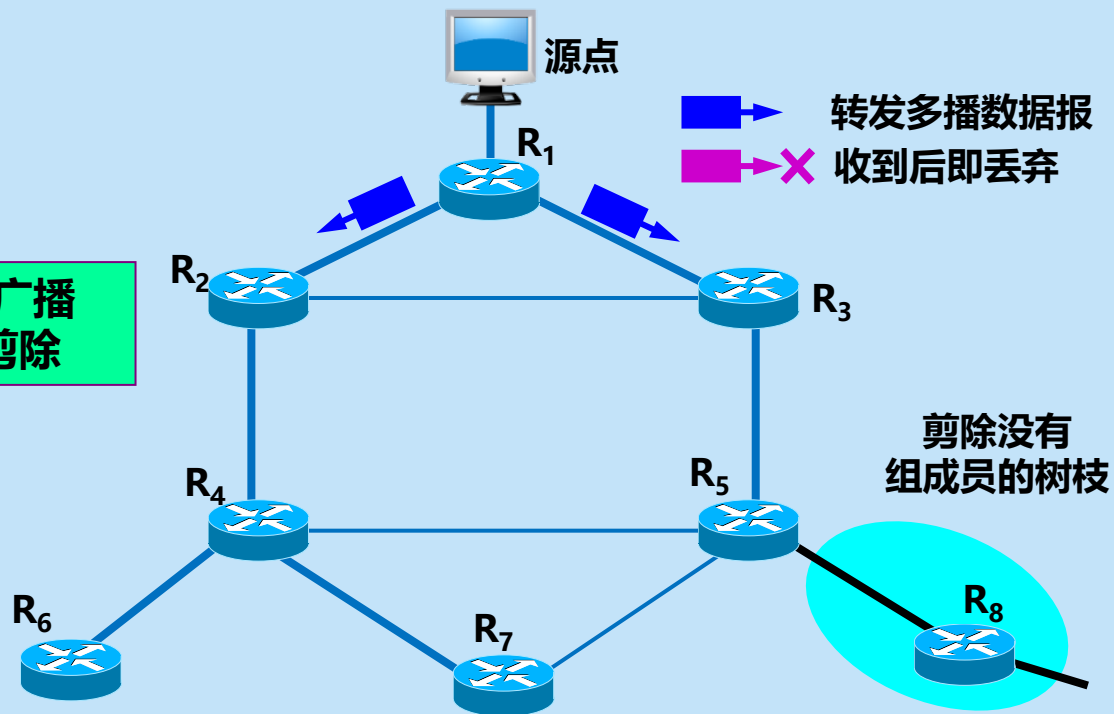 源点
转发多播数据报
收到后即丢弃
R₁
R₂
R₃
广播
剪除
剪除没有
组成员的树枝
R₄
R₅
R₆
R₇
R₈